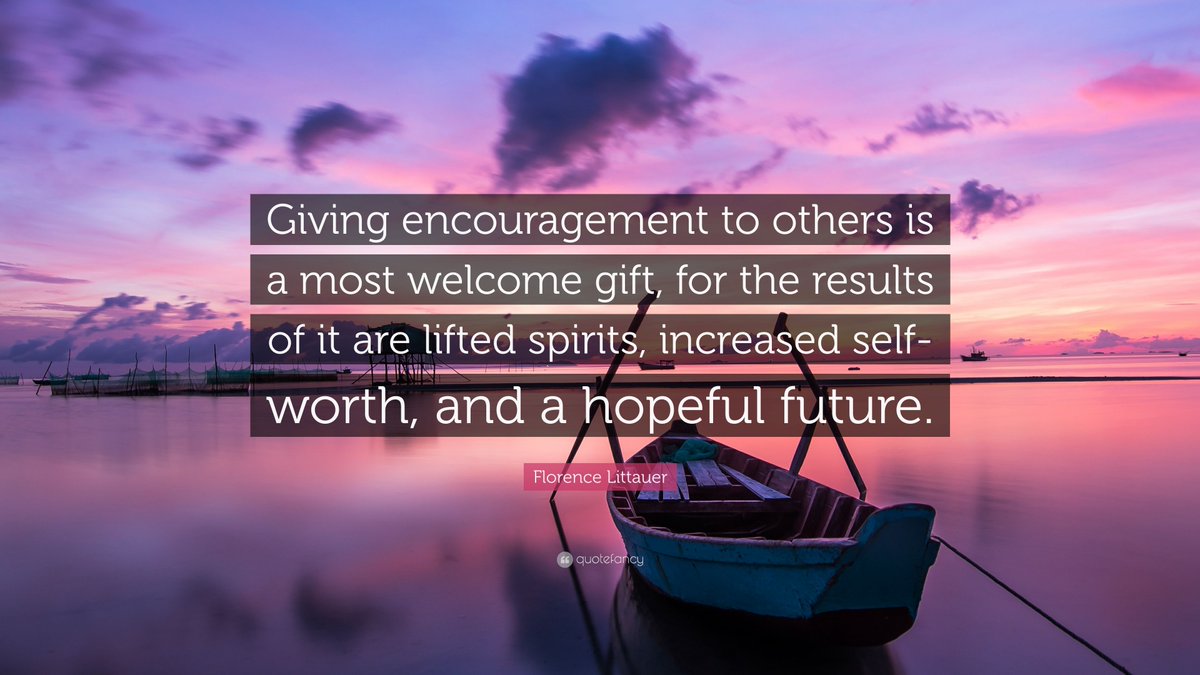 Giving encouragement to others is
a most welcome gift, for the results
of it are lifted spirits, increased self-
worth, and a hopeful future.
Florence Littauer
quotefancy